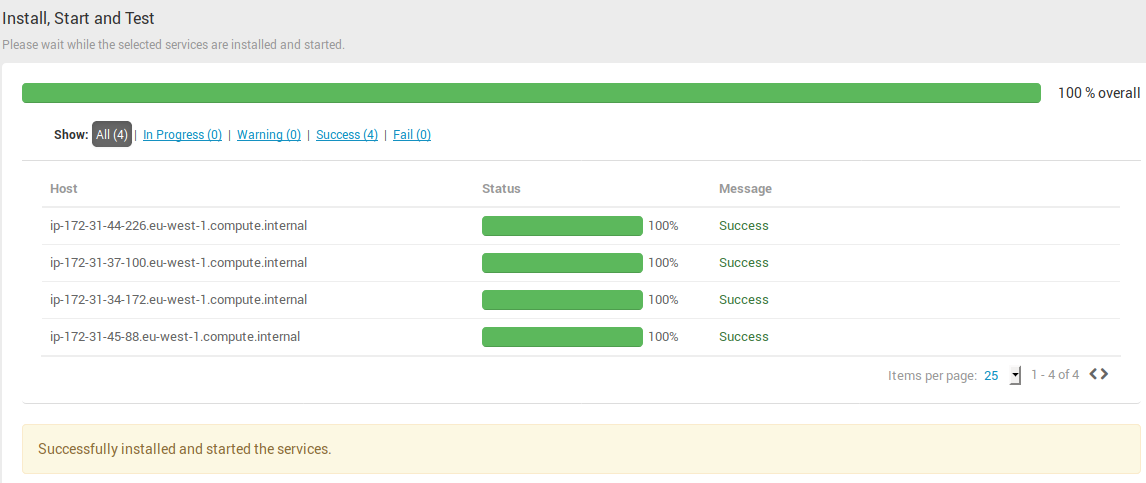 Install, Start and Test
Please wait while the selected services are installed and started.
100 % overall
Show: All (4) | In Progress (0) | Warning (0) | Success (4) | Fail (0)
Host Status Message
ip-172-31-44-226.eu-west-1.compute.internal 100% Success
ip-172-31-37-100.eu-west-1.compute.internal 100% Success
ip-172-31-34-172.eu-west-1.compute.internal 100% Success
ip-172-31-45-88.eu-west-1.compute.internal 100% Success
Items per page: 25 1 - 4 of 4
Successfully installed and started the services.